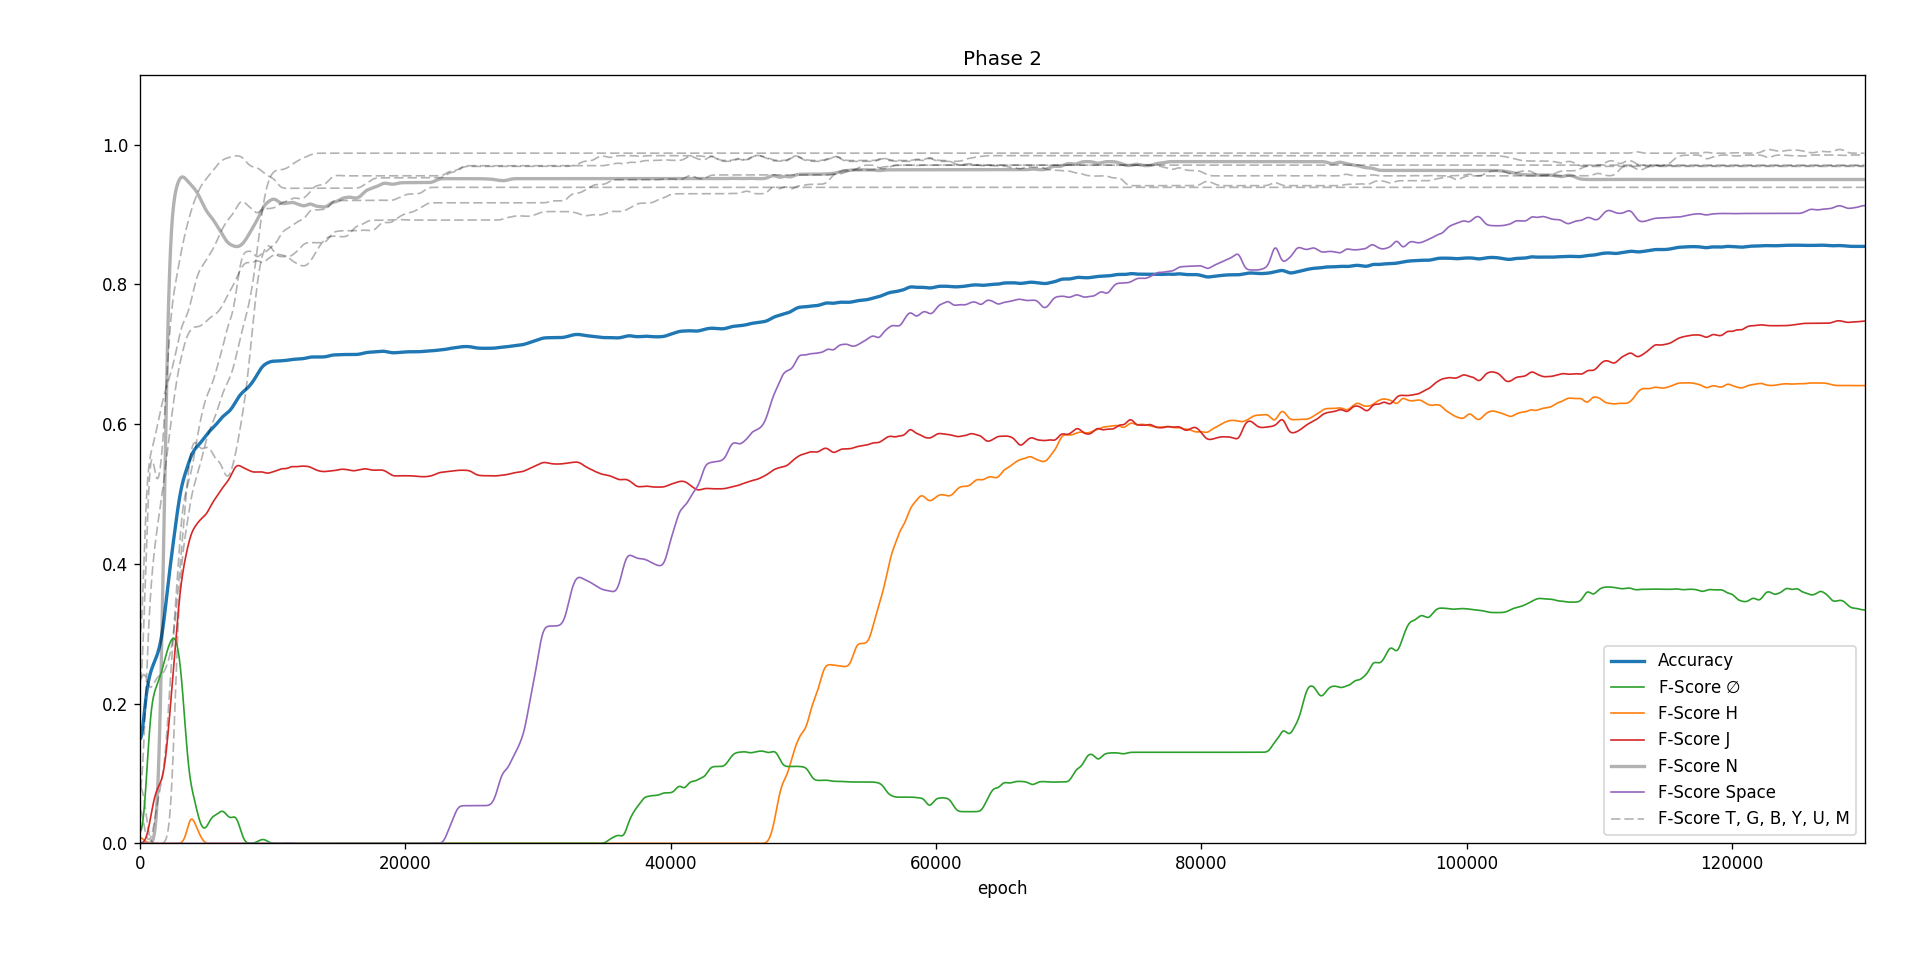 Phase 2
1.0
0.8
0.6
0.4
0.2
0.0
0 20000 40000 60000 80000 100000 120000
epoch
Accuracy
F-Score ∅
F-Score H
F-Score J
F-Score N
F-Score Space
F-Score T, G, B, Y, U, M